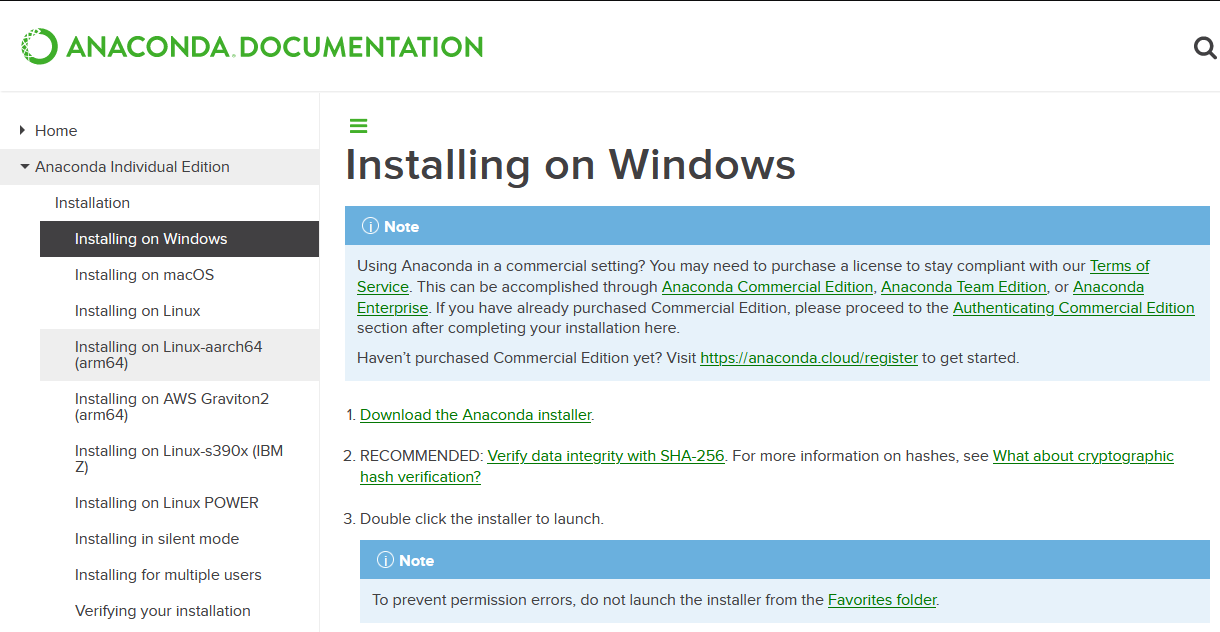 ANACONDA. DOCUMENTATION
Home
Anaconda Individual Edition
Installation
Installing on Windows
Installing on macOS
Installing on Linux
Installing on Linux-aarch64
(arm64)
Installing on AWS Graviton2
(arm64)
Installing on Linux-s390x (IBM
Z)
Installing on Linux POWER
Installing in silent mode
Installing for multiple users
Verifying your installation
Installing on Windows
Note
Using Anaconda in a commercial setting? You may need to purchase a license to stay compliant with our Terms of
Service. This can be accomplished through Anaconda Commercial Edition, Anaconda Team Edition, or Anaconda
Enterprise. If you have already purchased Commercial Edition, please proceed to the Authenticating Commercial Edition
section after completing your installation here.
Haven’t purchased Commercial Edition yet? Visit https://anaconda.cloud/register to get started.
1. Download the Anaconda installer.
2. RECOMMENDED: Verify data integrity with SHA-256. For more information on hashes, see What about cryptographic
hash verification?
3. Double click the installer to launch.
Note
To prevent permission errors, do not launch the installer from the Favorites folder.